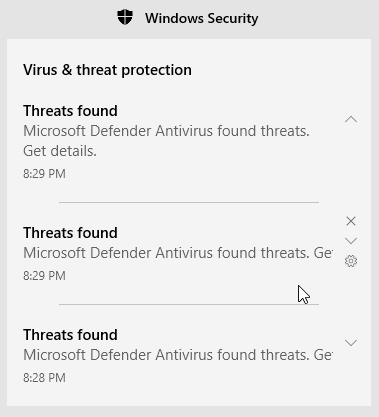 Windows Security
Virus & threat protection
Threats found
Microsoft Defender Antivirus found threats.
Get details.
8:29 PM
Threats found
Microsoft Defender Antivirus found threats. Ge
8:29 PM
Threats found
Microsoft Defender Antivirus found threats. Ge
8:28 PM